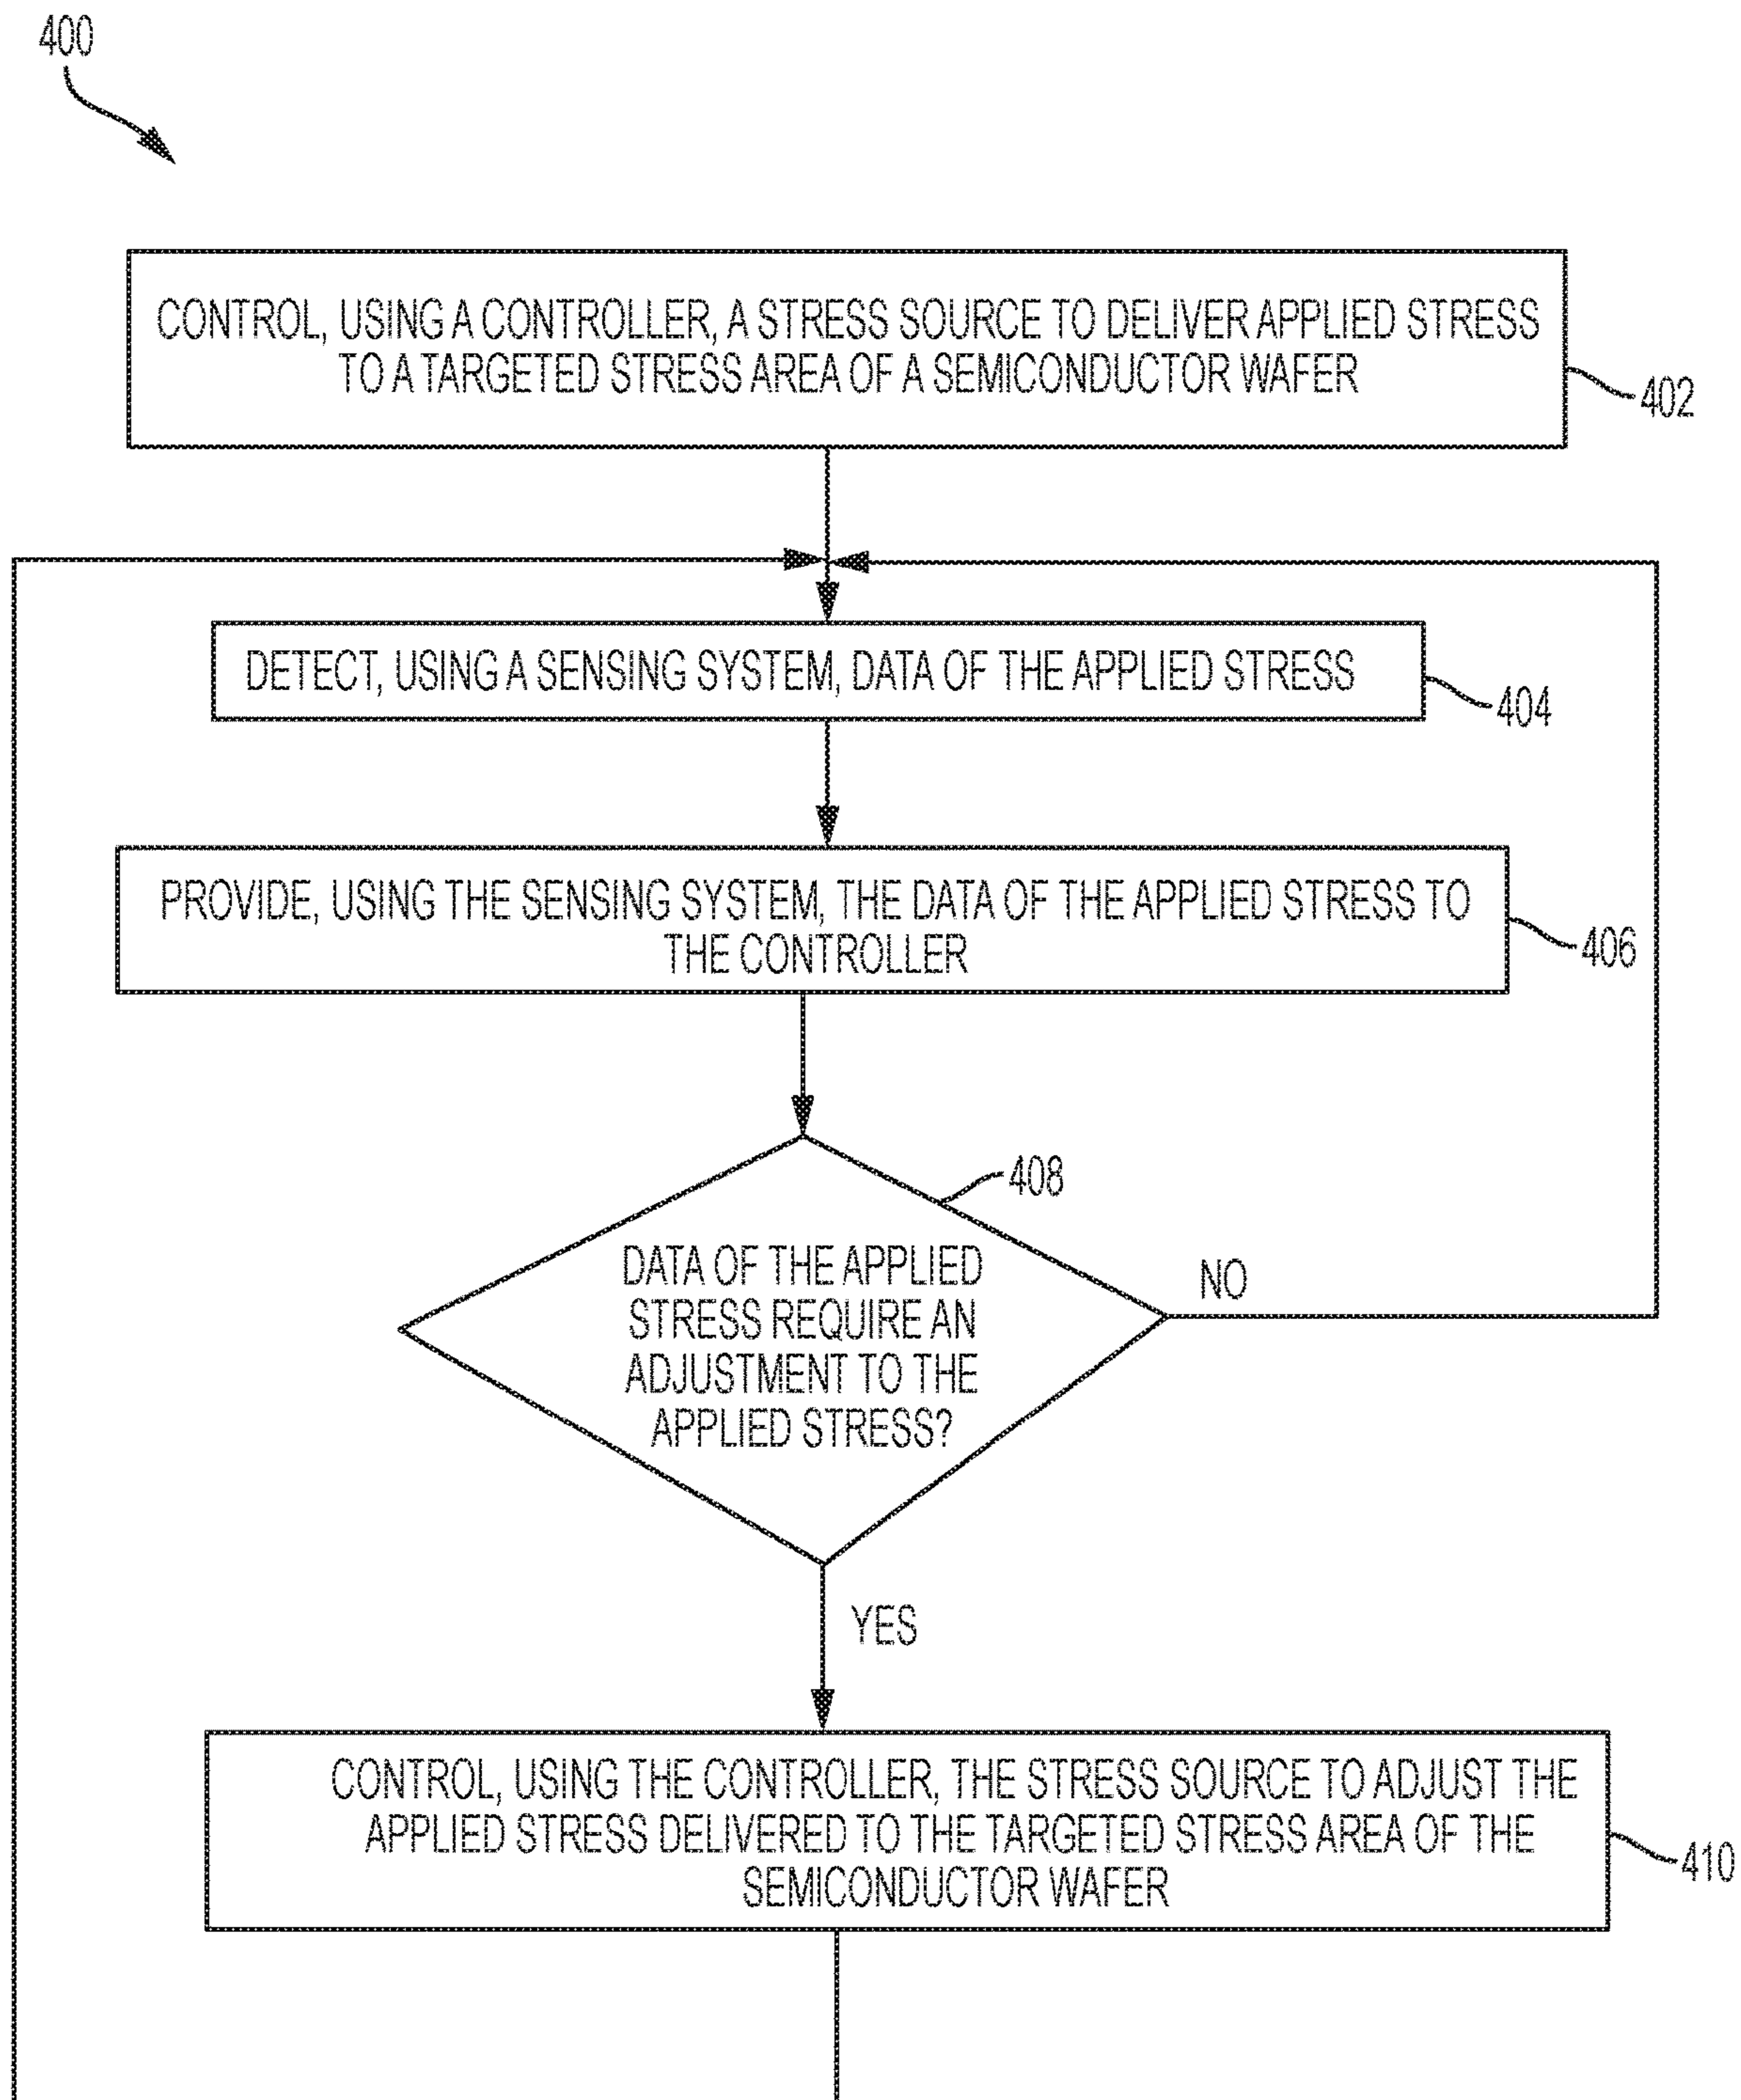 400
CONTROL, USING A CONTROLLER, A STRESS SOURCE TO DELIVER APPLIED STRESS
TO A TARGETED STRESS AREA OF A SEMICONDUCTOR WAFER
402
DETECT, USING A SENSING SYSTEM, DATA OF THE APPLIED STRESS
404
PROVIDE, USING THE SENSING SYSTEM, THE DATA OF THE APPLIED STRESS TO
THE CONTROLLER
406
408
DATA OF THE APPLIED
STRESS REQUIRE AN
ADJUSTMENT TO THE
APPLIED STRESS?
NO
YES
CONTROL, USING THE CONTROLLER, THE STRESS SOURCE TO ADJUST THE
APPLIED STRESS DELIVERED TO THE TARGETED STRESS AREA OF THE
SEMICONDUCTOR WAFER
410